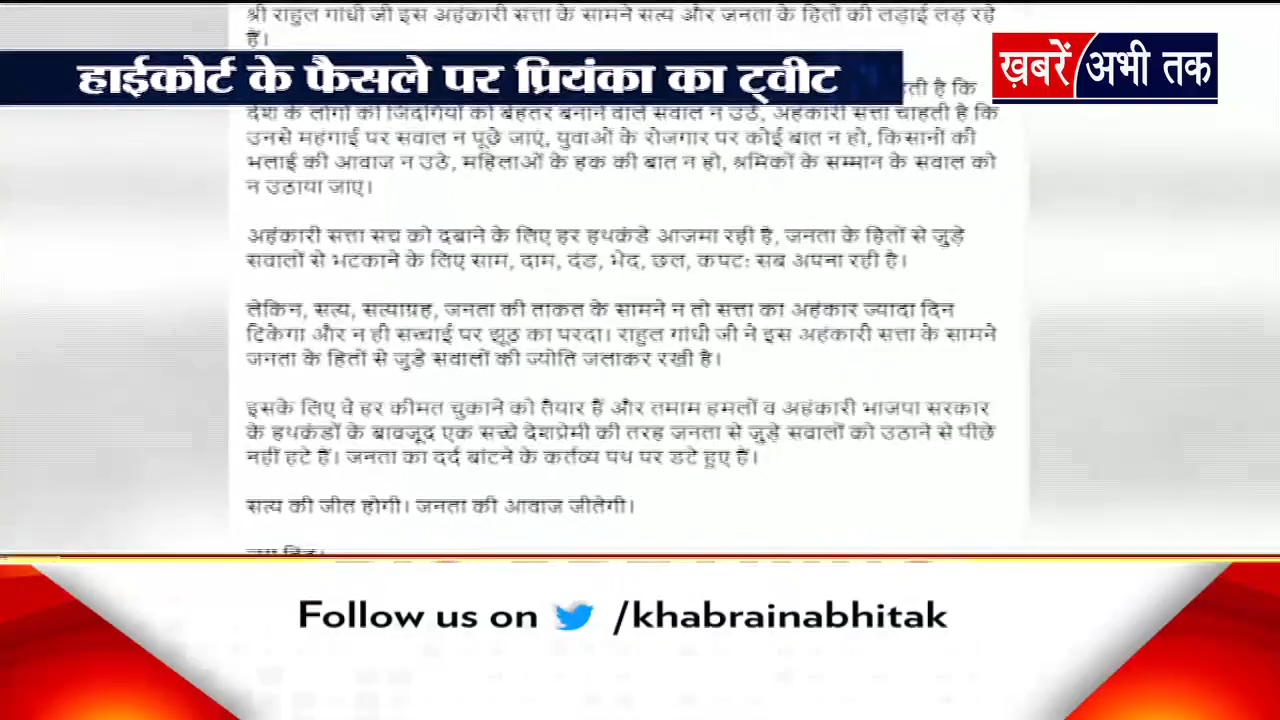 श्री राहुल गांधी जी इस अहंकारी सत्ता के सामने सत्य और जनता के हितों की लड़ाई लड़ रहे
हैं।
हाईकोर्ट के फैसले पर प्रियंका का ट्वीट
ख़बरें अभी तक
है कि
देश के लोगों की जिंदगियों को बेहतर बनाने वाले सवाल न उठें, अहंकारी सत्ता चाहती है कि
उनसे महंगाई पर सवाल न पूछे जाएं, युवाओं के रोजगार पर कोई बात न हो, किसानों की
भलाई की आवाज न उठे, महिलाओं के हक की बात न हो, श्रमिकों के सम्मान के सवाल को
न उठाया जाए।
अहंकारी सत्ता सच को दबाने के लिए हर हथकंडे आजमा रही है, जनता के हितों से जुड़े
सवालों से भटकाने के लिए साम, दाम, दंड, भेद, छल, कपट: सब अपना रही है।
लेकिन, सत्य, सत्याग्रह, जनता की ताकत के सामने न तो सत्ता का अहंकार ज्यादा दिन
टिकेगा और न ही सच्चाई पर झूठ का परदा। राहुल गांधी जी ने इस अहंकारी सत्ता के सामने
जनता के हितों से जुड़े सवालों की ज्योति जलाकर रखी है।
इसके लिए वे हर कीमत चुकाने को तैयार हैं और तमाम हमलों व अहंकारी भाजपा सरकार
के हथकंडों के बावजूद एक सच्चे देशप्रेमी की तरह जनता से जुड़े सवालों को उठाने से पीछे
नहीं हटे हैं। जनता का दर्द बांटने के कर्तव्य पथ पर डटे हुए हैं।
सत्य की जीत होगी। जनता की आवाज जीतेगी।
Follow us on /khabrainabhitak